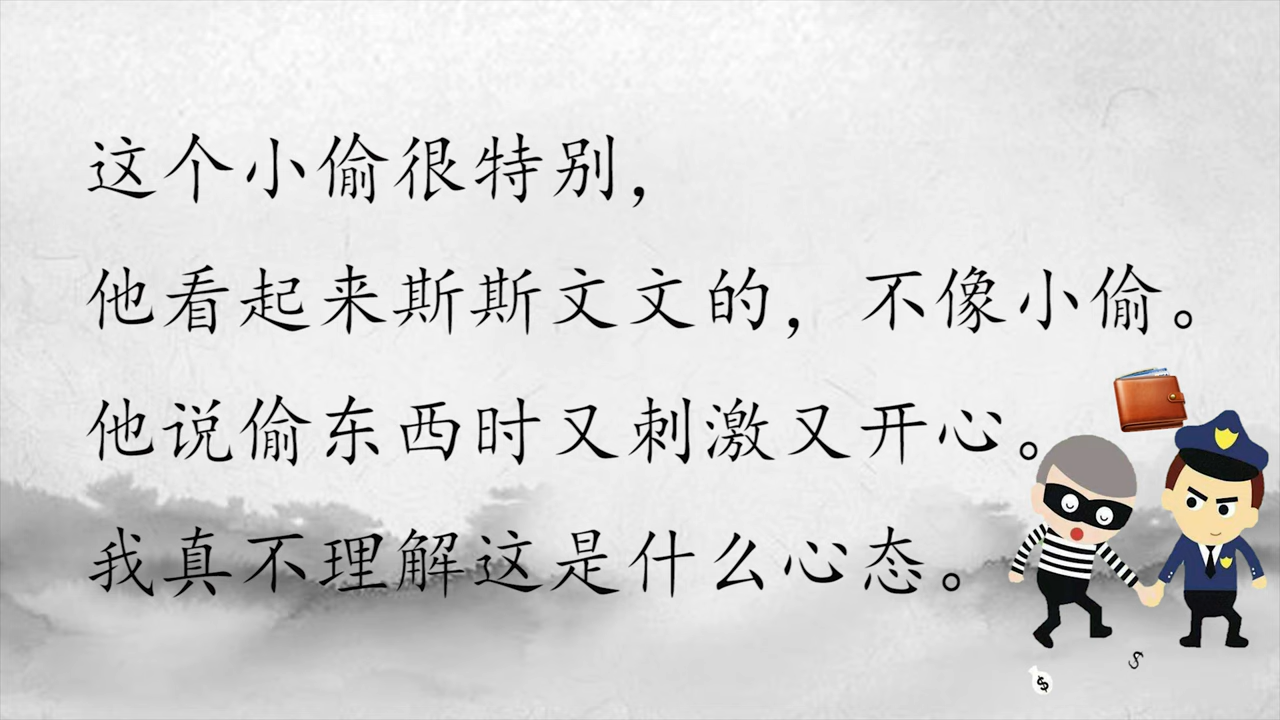 这个小偷很特别，
他看起来斯斯文文的，不像小偷。
他说偷东西时又刺激又开心。
我真不理解这是什么心态。
$
$